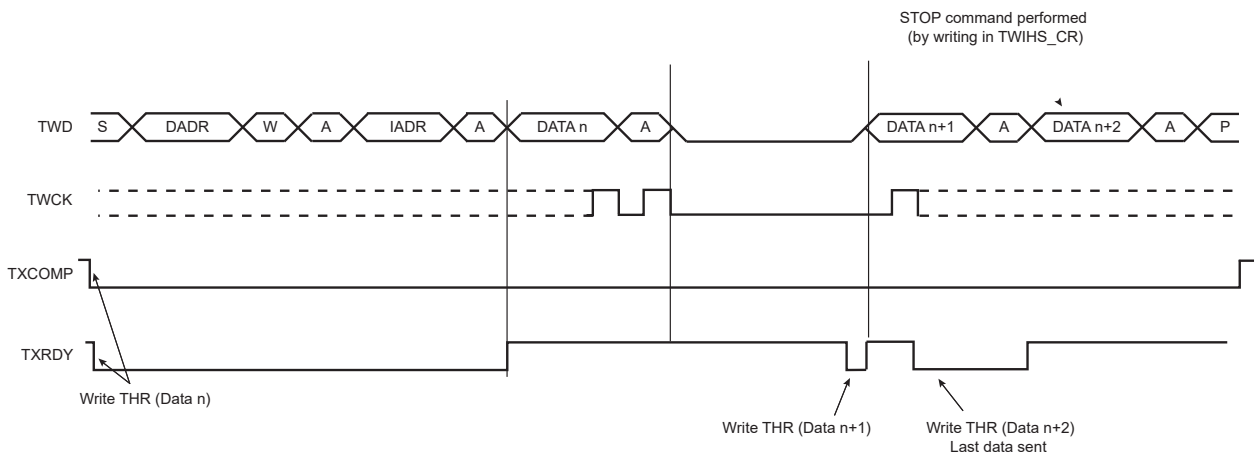 STOP command performed
(by writing in TWIHS_CR)
TWD S DADR W A IADR A DATA n A DATA n+1 A DATA n+2 A P
TWCK
TXCOMP
TXRDY
Write THR (Data n)
Write THR (Data n+1)
Write THR (Data n+2)
Last data sent